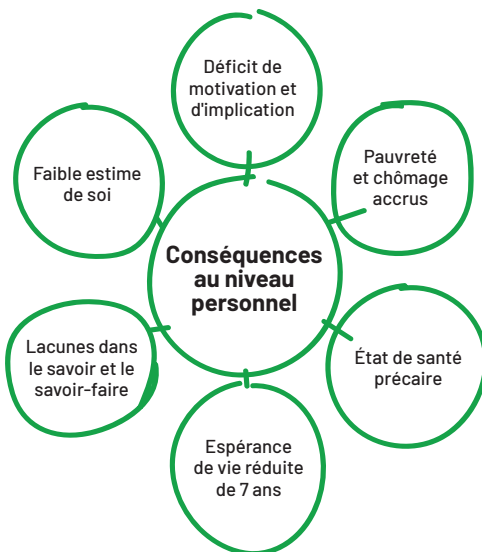 Déficit de
motivation et
d'implication
Pauvreté
et chômage
accrus
Faible estime
de soi
Conséquences
au niveau
personnel
Lacunes dans
le savoir et le
savoir-faire
État de santé
précaire
Espérance
de vie réduite
de 7 ans